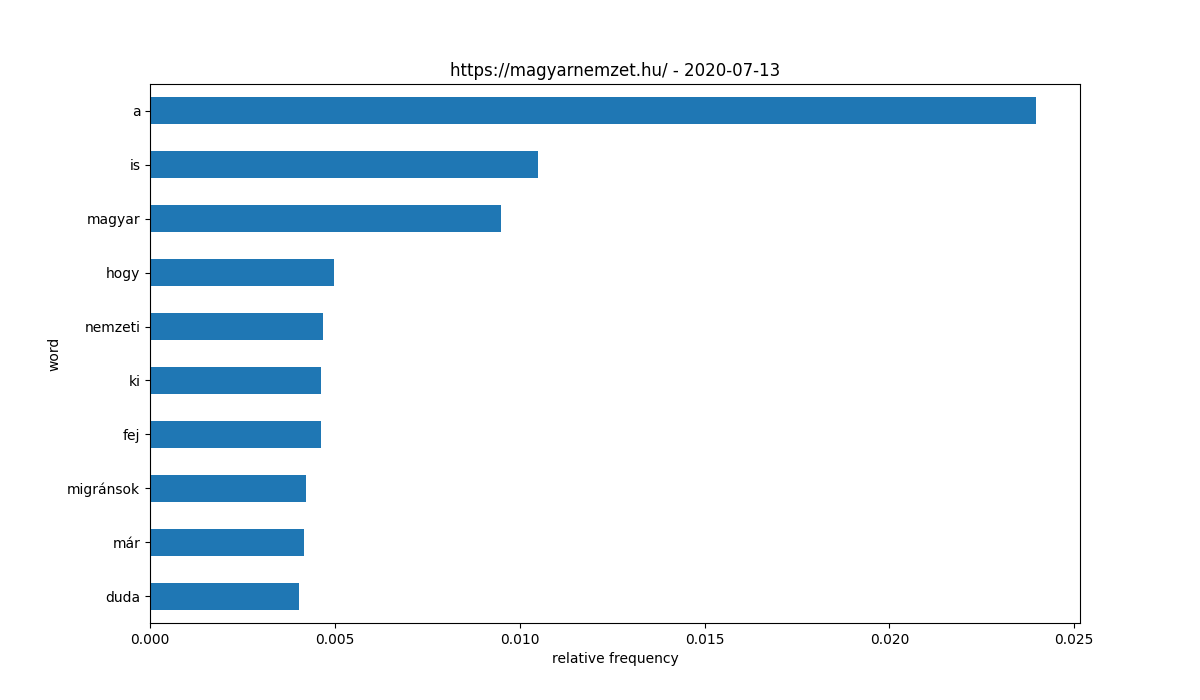 https://magyarnemzet.hu/ - 2020-07-13
a
is
magyar
hogy
nemzeti
word
ki
fej
migránsok
már
duda
0.000 0.005 0.010 0.015 0.020 0.025
relative frequency